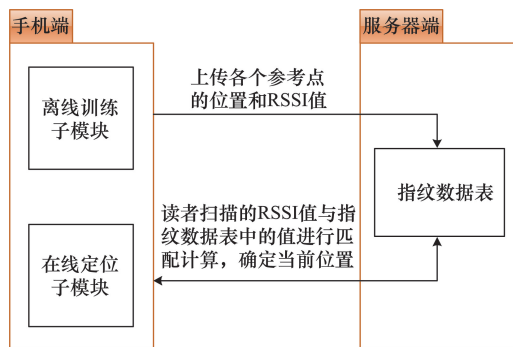 手机端
服务器端
离线训练
子模块
上传各个参考点
的位置和RSSI值
指纹数据表
读者扫描的RSSI值与指
纹数据表中的值进行匹
配计算，确定当前位置
在线定位
子模块